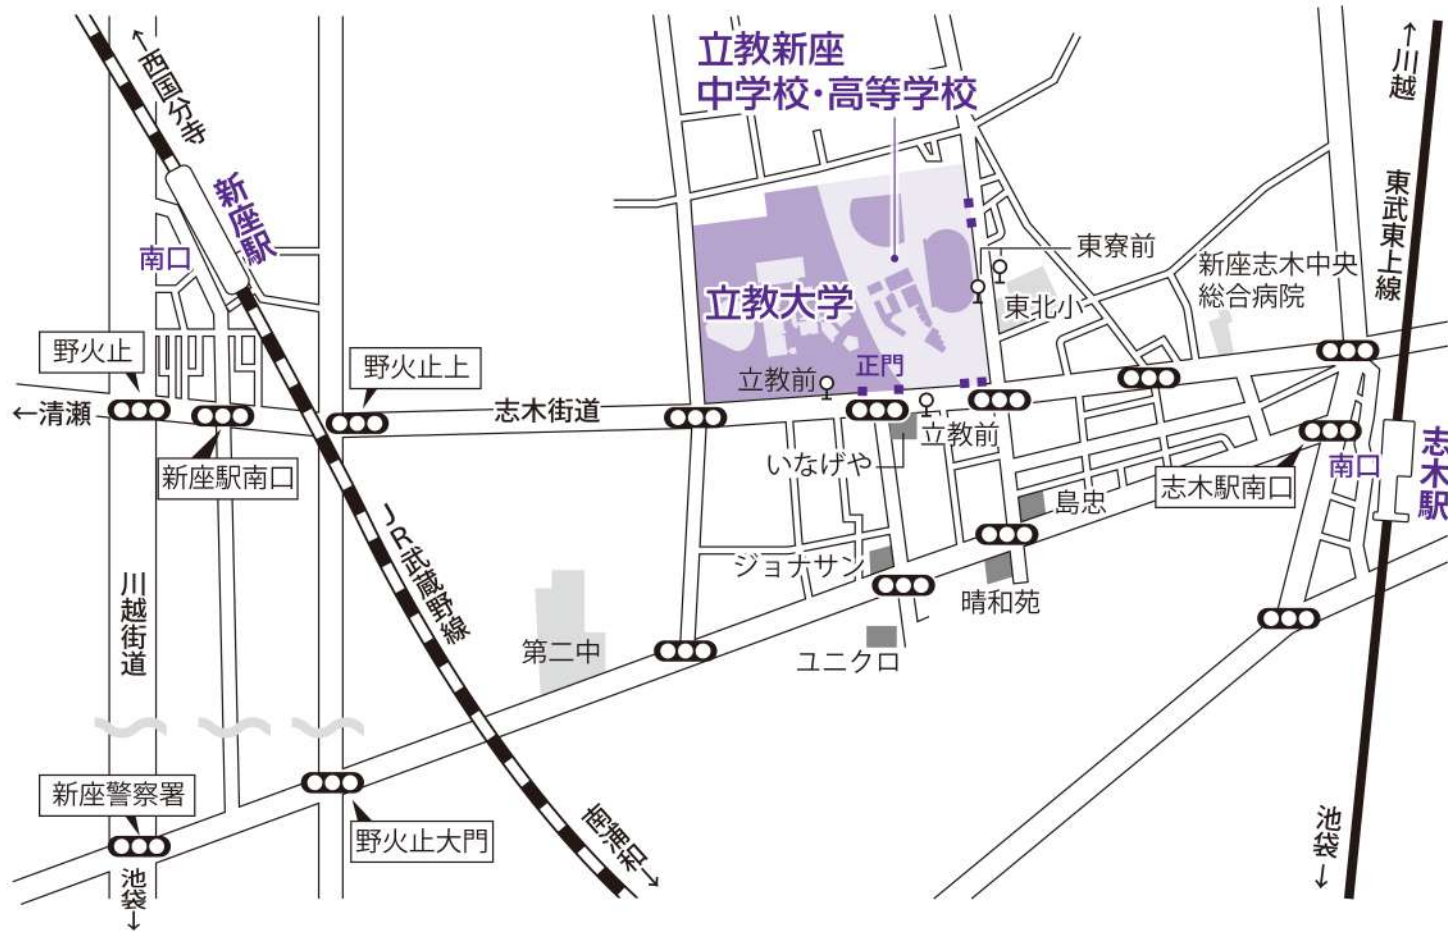 ←西国分寺
新座駅
南口
立教新座
中学校・高等学校
↑川越
東武東上線
東寮前
新座志木中央
総合病院
東北小
立教大学
正門
立教前
野火止
野火止上
←清瀬
志木街道
立教前
新座駅南口
いなげや
志木駅南口
南口
志木駅
島忠
JR武蔵野線
ジョナサン
晴和苑
川越街道
第二中
ユニクロ
新座警察署
野火止大門
南浦和→
池袋→
池袋→